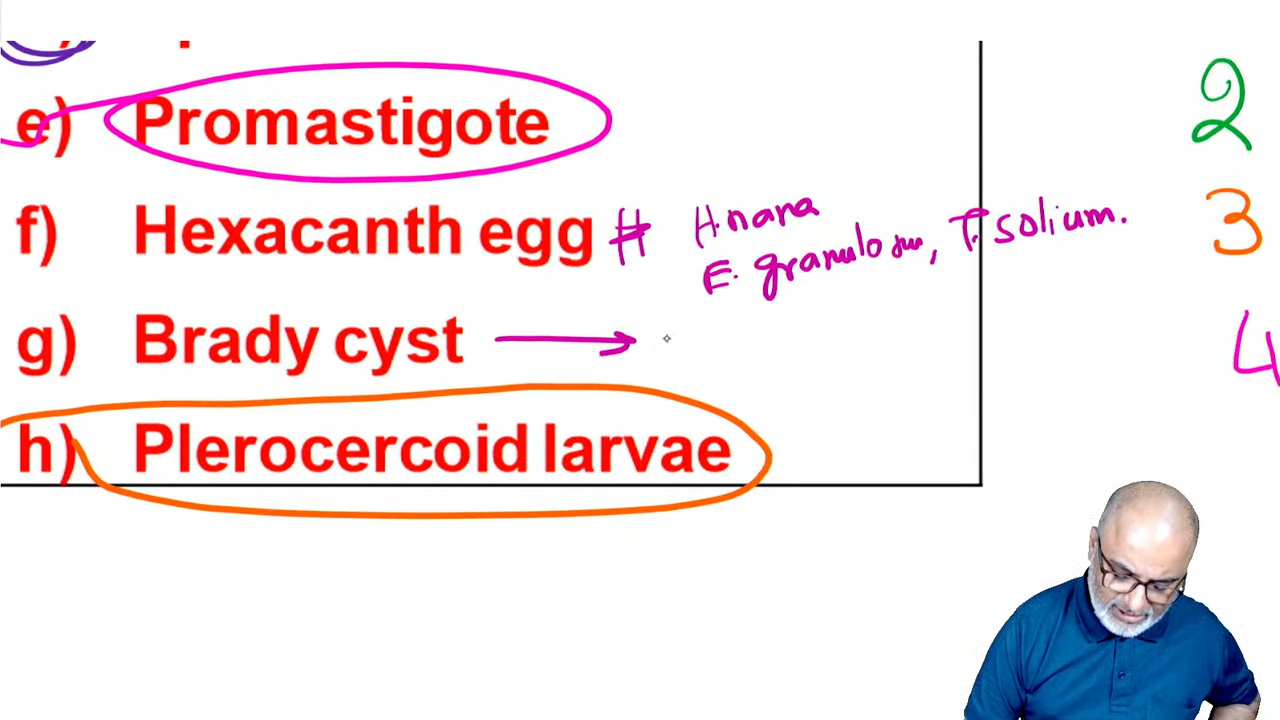 e) Promastigote
2
f) Hexacanth egg # H. nana
E. granulosus, T. solium.
3
g) Brady cyst →
4
h) Plerocercoid larvae